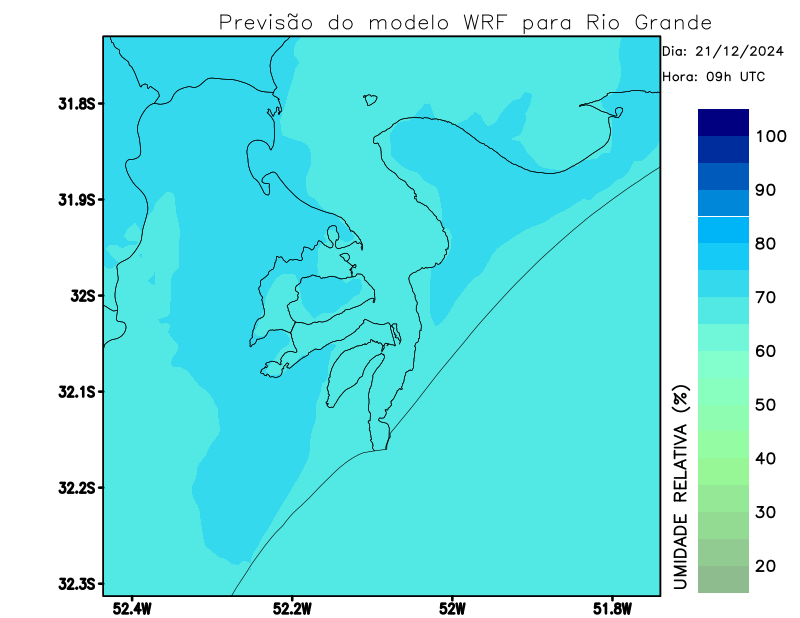 Previsão do modelo WRF para Rio Grande
Dia: 21/12/2024
Hora: 09h UTC
31.8S
31.9S
32S
32.1S
32.2S
32.3S
52.4W
52.2W
52W
51.8W
UMIDADE RELATIVA (%)
100
90
80
70
60
50
40
30
20